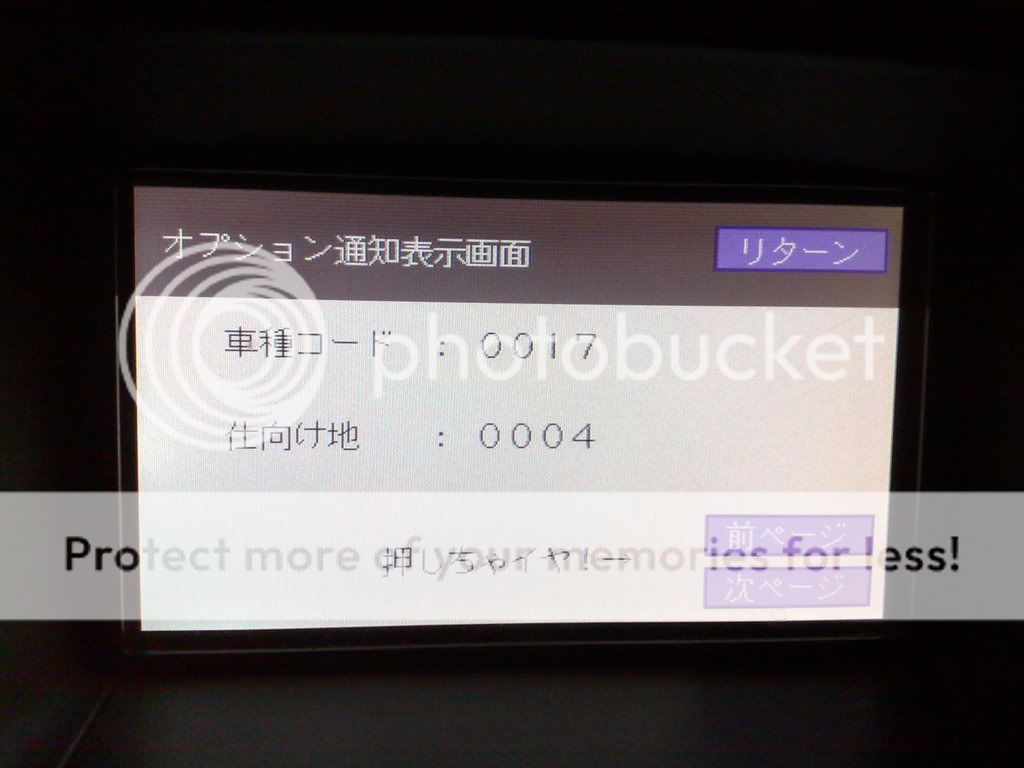 オプション通知表示画面
リターン
車種コード : 0017
photobucket
仕向け地 : 0004
前ページ
Protect more of your memories for less!
押しちゃイヤ!ー
次ページ